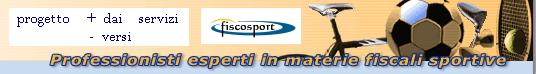 progetto + dai servizi
- versi
fiscosport
Professionisti esperti in materie fiscali sportive